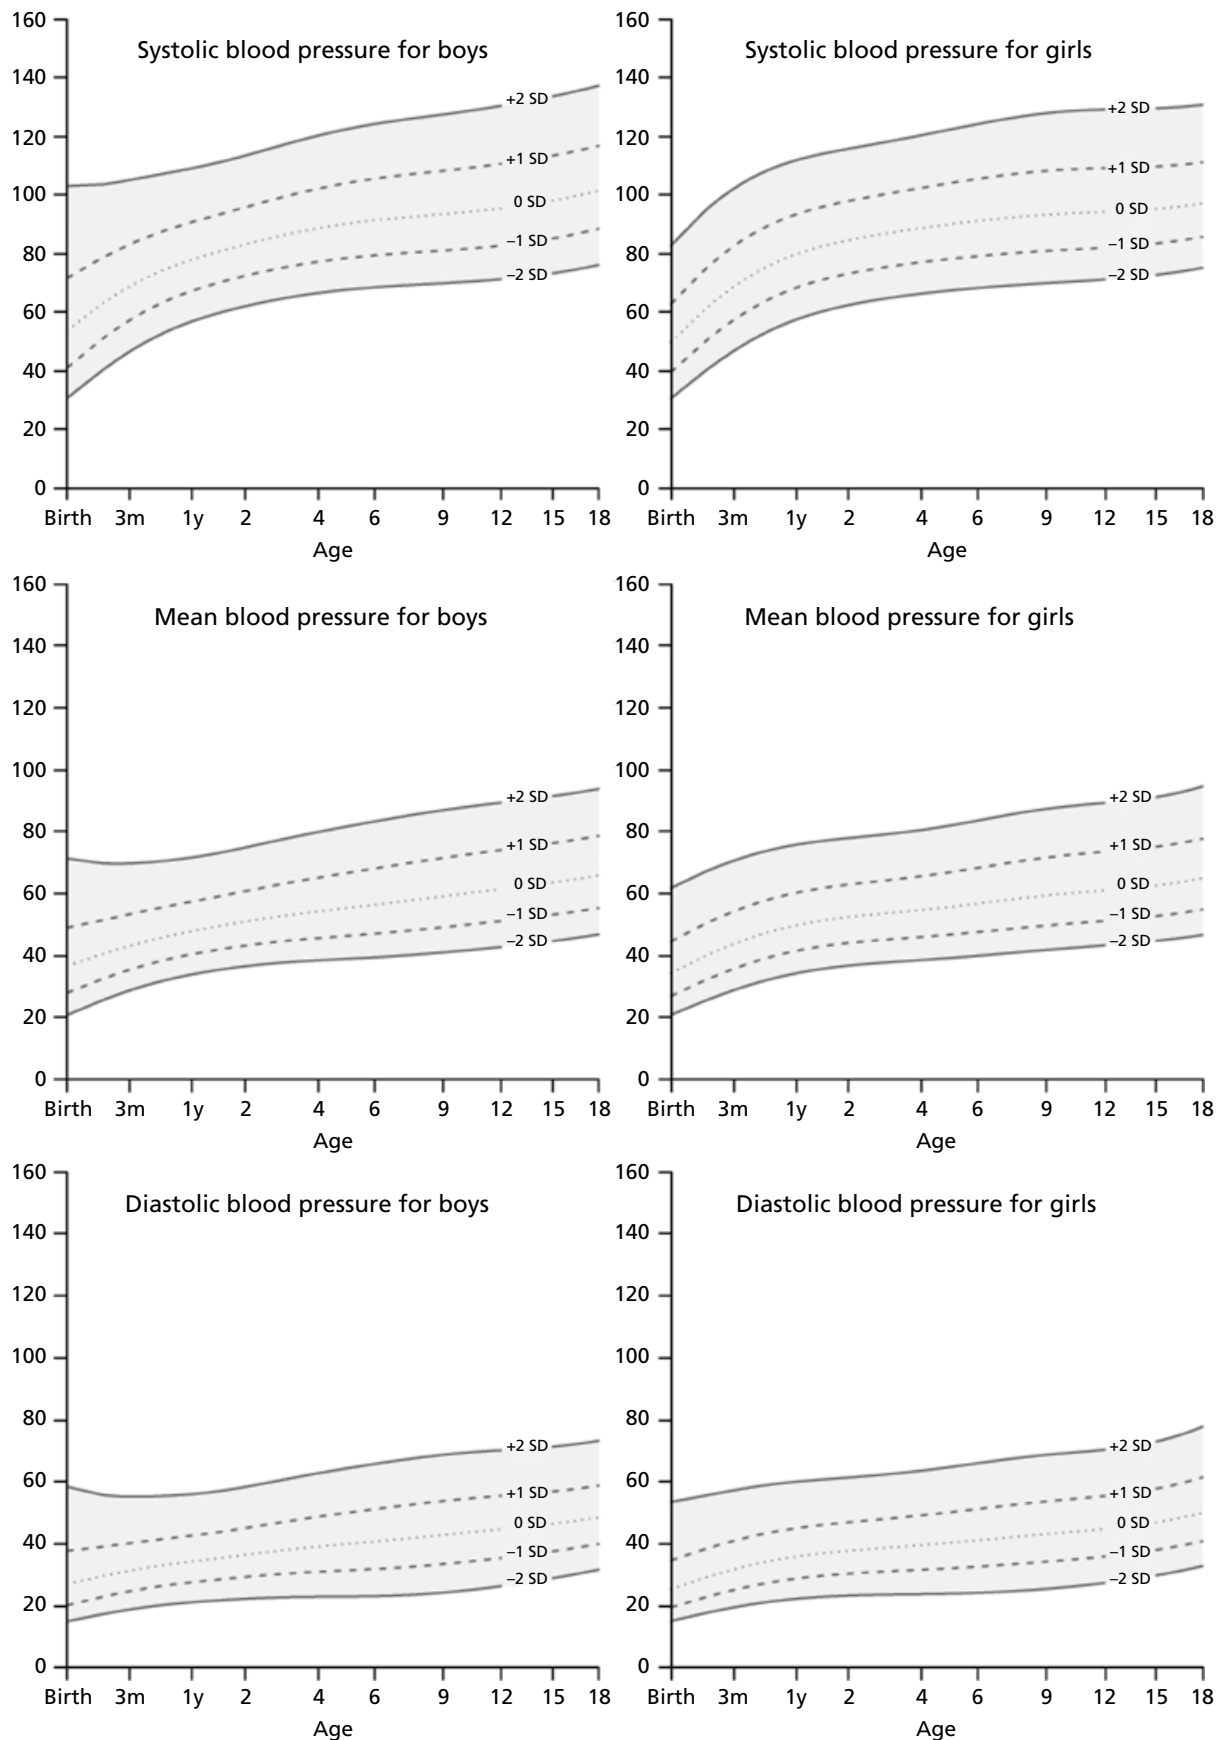 Systolic blood pressure for boys
160
140
120
100
80
60
40
20
0
+2 SD
+1 SD
0 SD
–1 SD
–2 SD
Birth 3m 1y 2 4 6 9 12 15 18
Age
Systolic blood pressure for girls
160
140
120
100
80
60
40
20
0
+2 SD
+1 SD
0 SD
–1 SD
–2 SD
Birth 3m 1y 2 4 6 9 12 15 18
Age
Mean blood pressure for boys
160
140
120
100
80
60
40
20
0
+2 SD
+1 SD
0 SD
–1 SD
–2 SD
Birth 3m 1y 2 4 6 9 12 15 18
Age
Mean blood pressure for girls
160
140
120
100
80
60
40
20
0
+2 SD
+1 SD
0 SD
–1 SD
–2 SD
Birth 3m 1y 2 4 6 9 12 15 18
Age
Diastolic blood pressure for boys
160
140
120
100
80
60
40
20
0
+2 SD
+1 SD
0 SD
–1 SD
–2 SD
Birth 3m 1y 2 4 6 9 12 15 18
Age
Diastolic blood pressure for girls
160
140
120
100
80
60
40
20
0
+2 SD
+1 SD
0 SD
–1 SD
–2 SD
Birth 3m 1y 2 4 6 9 12 15 18
Age